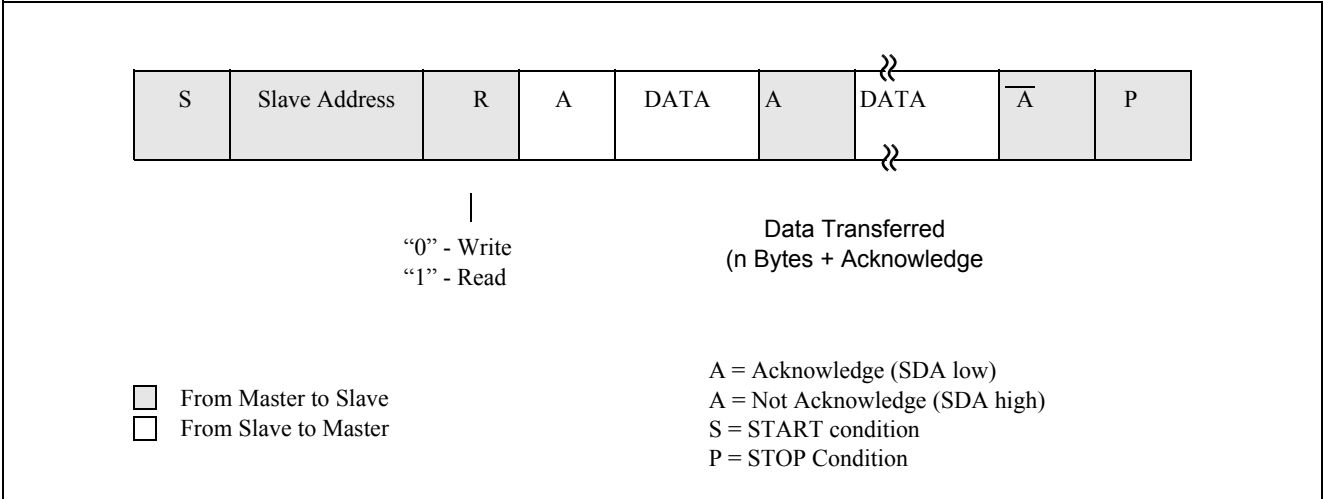 S Slave Address R A DATA A DATA A̅ P
“0” - Write
“1” - Read
Data Transferred
(n Bytes + Acknowledge
From Master to Slave
From Slave to Master
A = Acknowledge (SDA low)
A = Not Acknowledge (SDA high)
S = START condition
P = STOP Condition